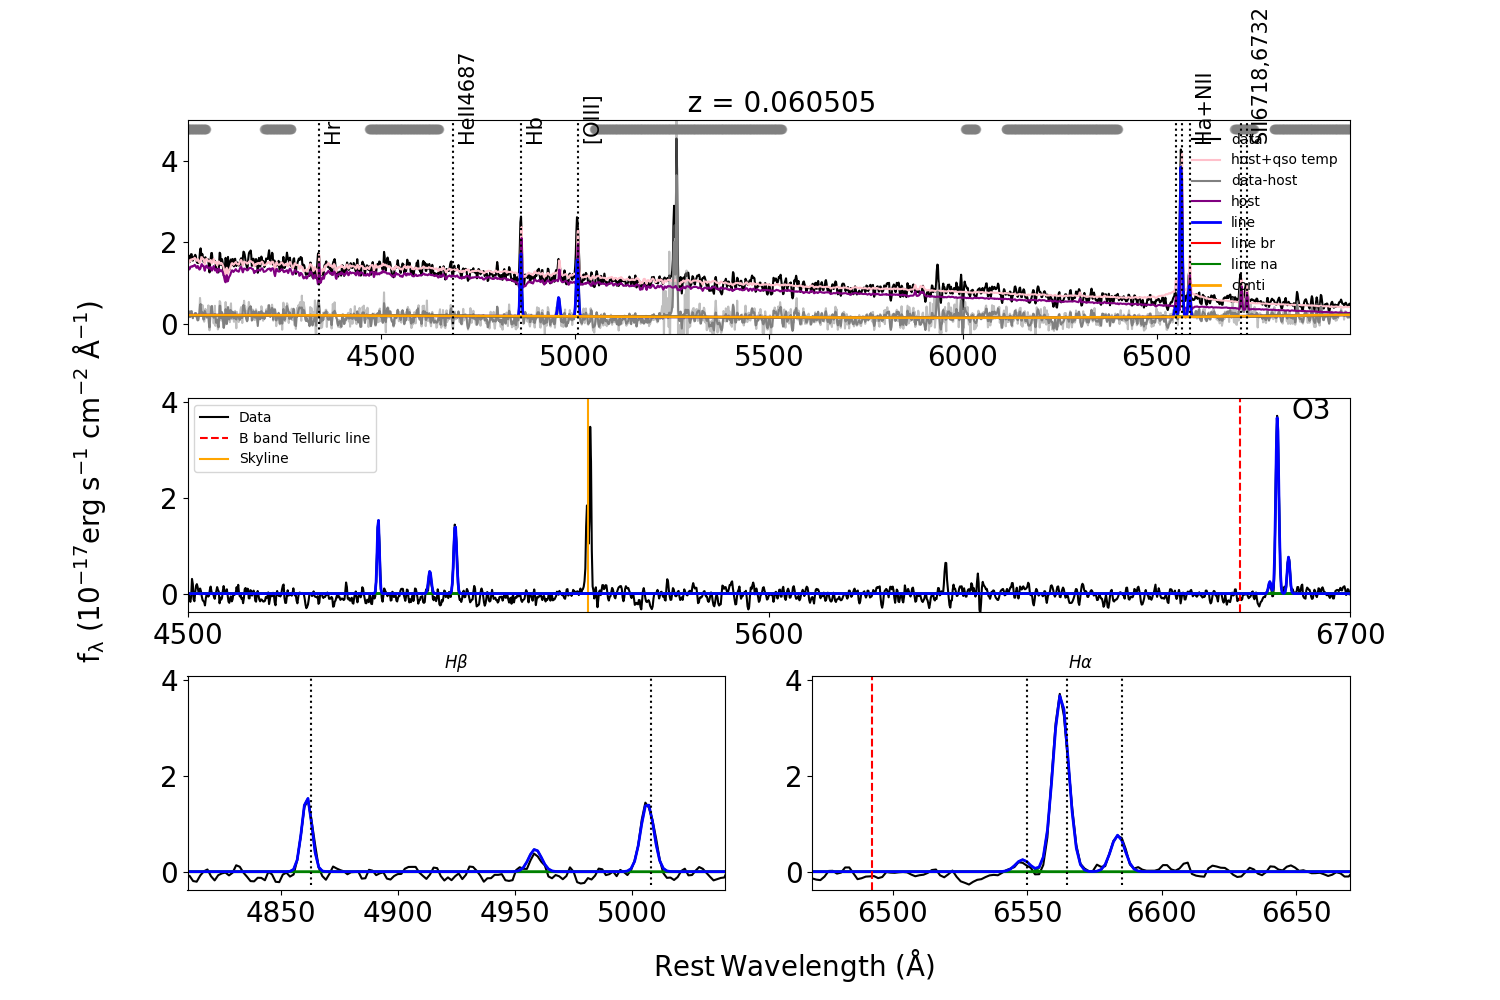 z = 0.060505
Hr
HeII4687
Hb
[OIII]
Ha+NII
SII6718,6732
data
host+qso temp
data-host
host
line
line br
line na
conti
4
2
0
4500
5000
5500
6000
6500
fλ (10−17erg s−1 cm−2 Å−1)
Data
B band Telluric line
Skyline
O3
4
2
0
4500
5600
6700
Hβ
4
2
0
4850
4900
4950
5000
Hα
4
2
0
6500
6550
6600
6650
Rest Wavelength (Å)